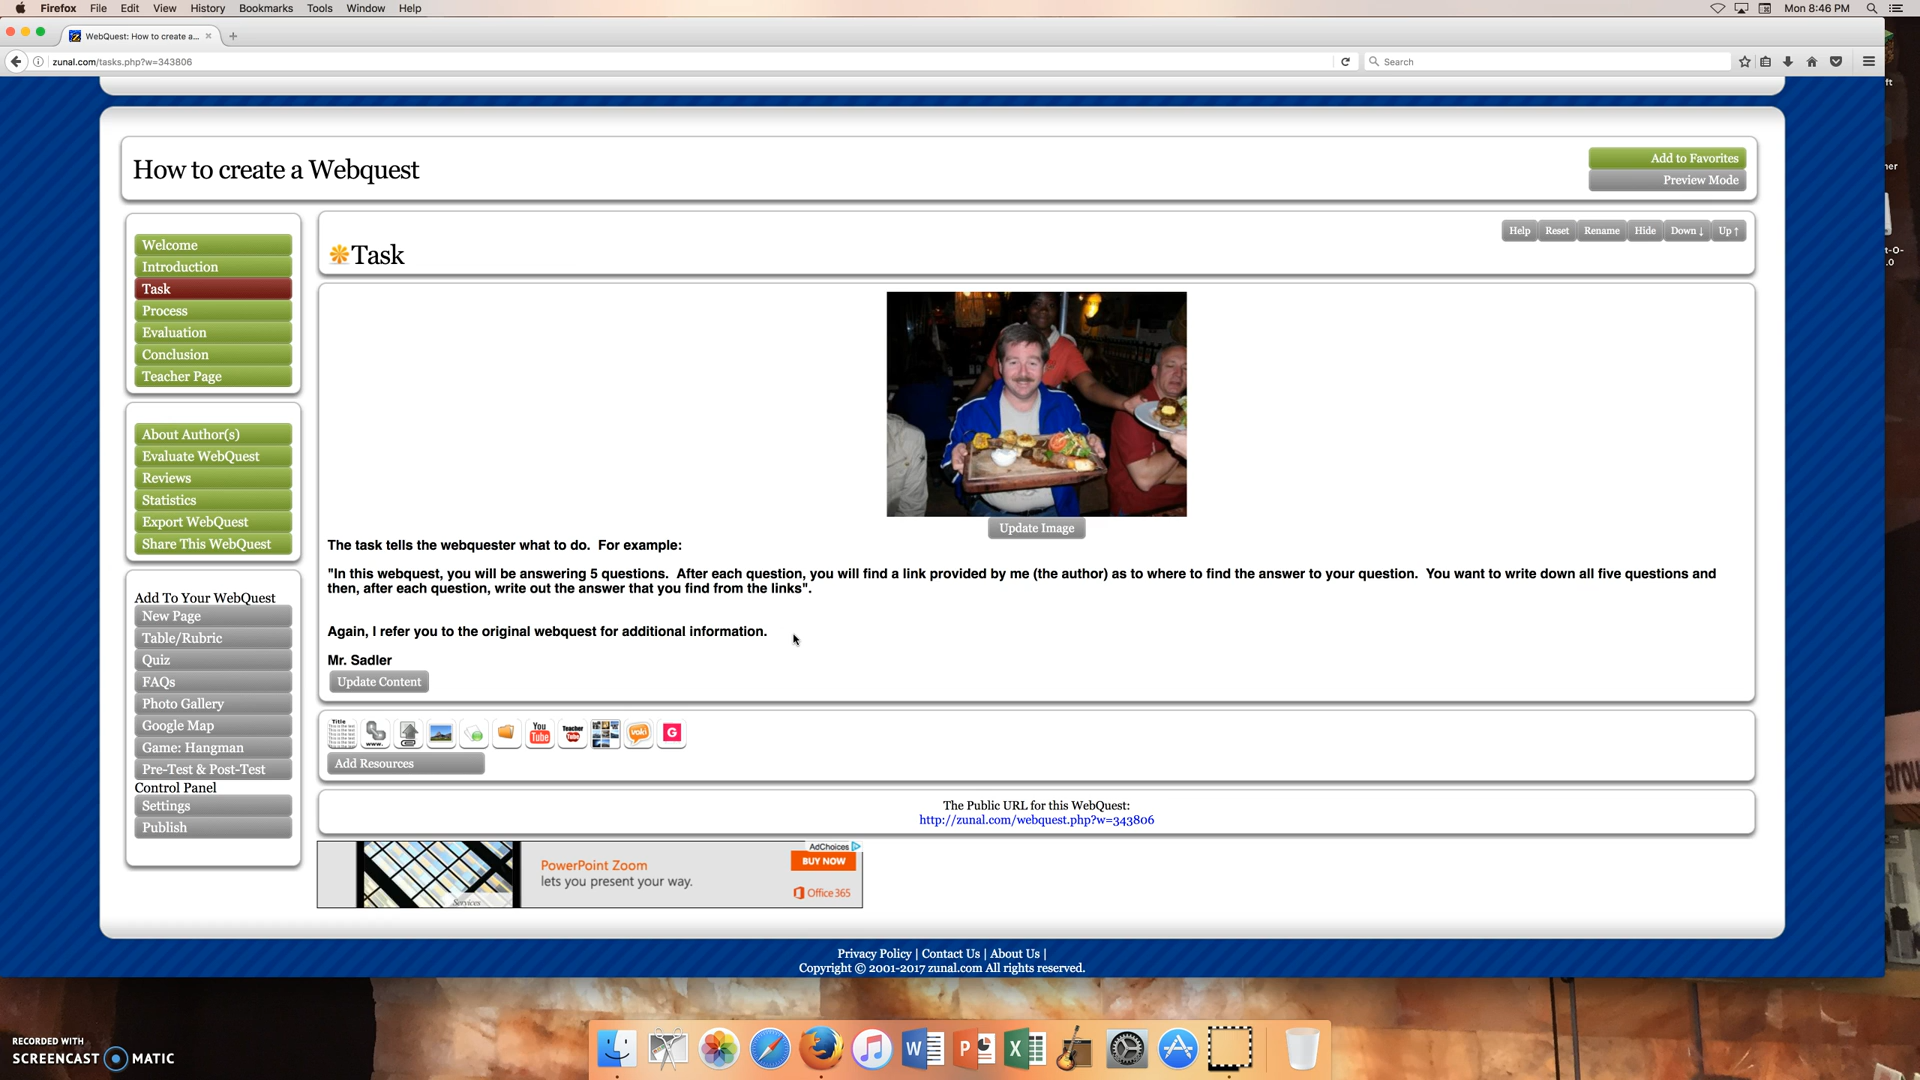 Firefox File Edit View History Bookmarks Tools Window Help
Mon 8:46 PM
WebQuest: How to create a...
zunal.com/tasks.php?w=343806
Search
How to create a Webquest
Add to Favorites
Preview Mode
Welcome
Introduction
Task
Process
Evaluation
Conclusion
Teacher Page
About Author(s)
Evaluate WebQuest
Reviews
Statistics
Export WebQuest
Share This WebQuest
Add To Your WebQuest
New Page
Table/Rubric
Quiz
FAQs
Photo Gallery
Google Map
Game: Hangman
Pre-Test & Post-Test
Control Panel
Settings
Publish
Task
Help Reset Rename Hide Down ↓ Up ↑
Update Image
The task tells the webquester what to do. For example:
"In this webquest, you will be answering 5 questions. After each question, you will find a link provided by me (the author) as to where to find the answer to your question. You want to write down all five questions and
then, after each question, write out the answer that you find from the links".
Again, I refer you to the original webquest for additional information.
Mr. Sadler
Update Content
Title
www.
You Tube
Teacher Tube
voki
G
Add Resources
The Public URL for this WebQuest:
http://zunal.com/webquest.php?w=343806
AdChoices
PowerPoint Zoom
lets you present your way.
BUY NOW
Office 365
Services
Privacy Policy | Contact Us | About Us |
Copyright © 2001-2017 zunal.com All rights reserved.
RECORDED WITH
SCREENCAST MATIC